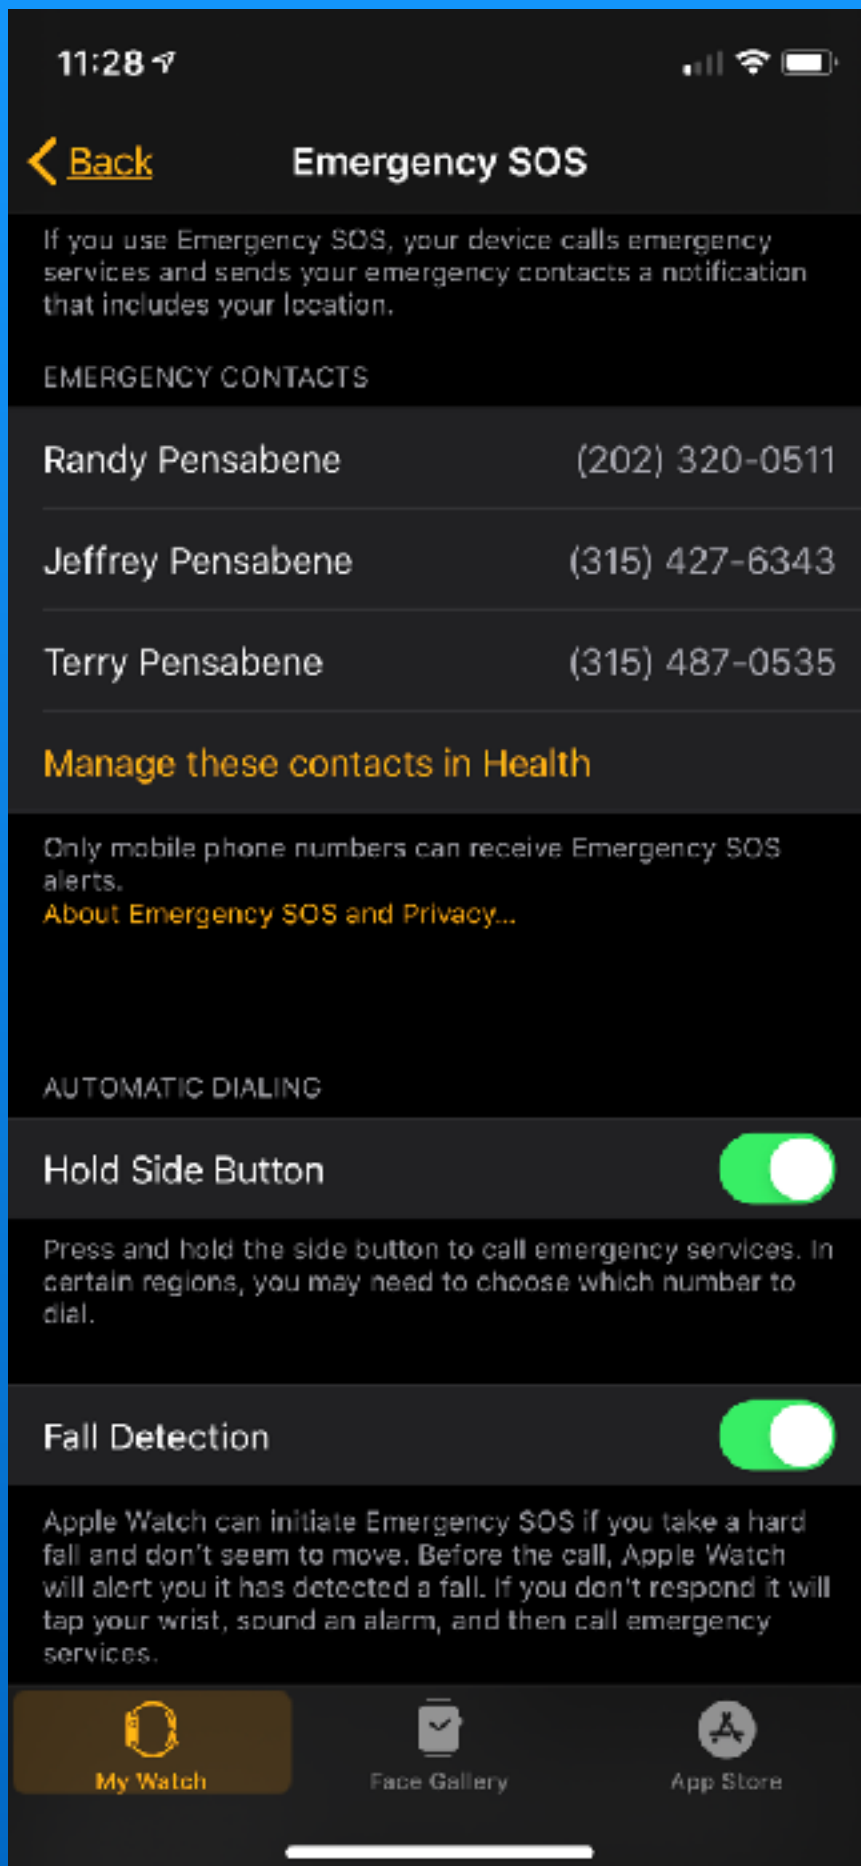 11:28
Back
Emergency SOS
If you use Emergency SOS, your device calls emergency
services and sends your emergency contacts a notification
that includes your location.
EMERGENCY CONTACTS
Randy Pensabene (202) 320-0511
Jeffrey Pensabene (315) 427-6343
Terry Pensabene (315) 487-0535
Manage these contacts in Health
Only mobile phone numbers can receive Emergency SOS
alerts.
About Emergency SOS and Privacy...
AUTOMATIC DIALING
Hold Side Button
Press and hold the side button to call emergency services. In
certain regions, you may need to choose which number to
dial.
Fall Detection
Apple Watch can initiate Emergency SOS if you take a hard
fall and don't seem to move. Before the call, Apple Watch
will alert you it has detected a fall. If you don't respond it will
tap your wrist, sound an alarm, and then call emergency
services.
My Watch
Face Gallery
App Store